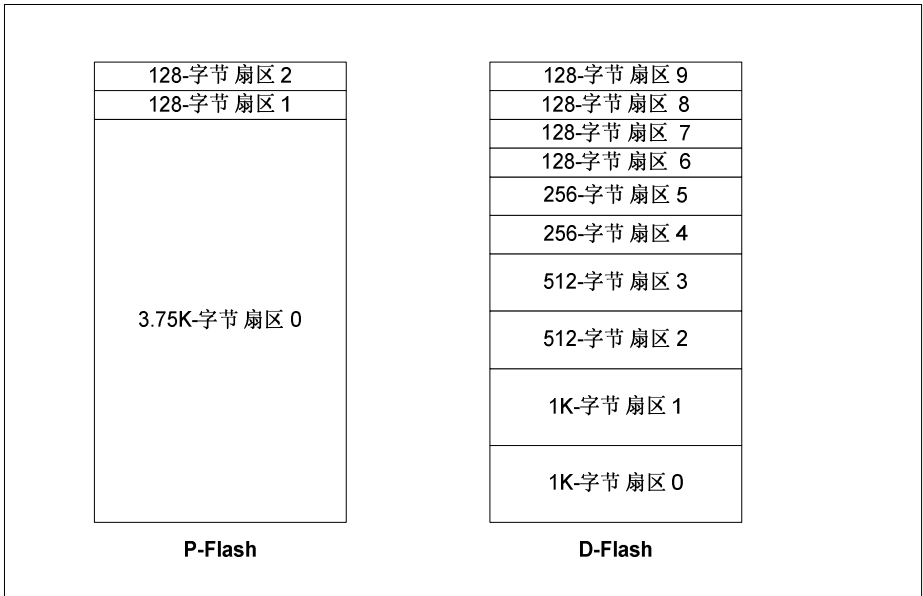 128-字节 扇区 2
128-字节 扇区 1
3.75K-字节 扇区 0
P-Flash
128-字节 扇区 9
128-字节 扇区 8
128-字节 扇区 7
128-字节 扇区 6
256-字节 扇区 5
256-字节 扇区 4
512-字节 扇区 3
512-字节 扇区 2
1K-字节 扇区 1
1K-字节 扇区 0
D-Flash